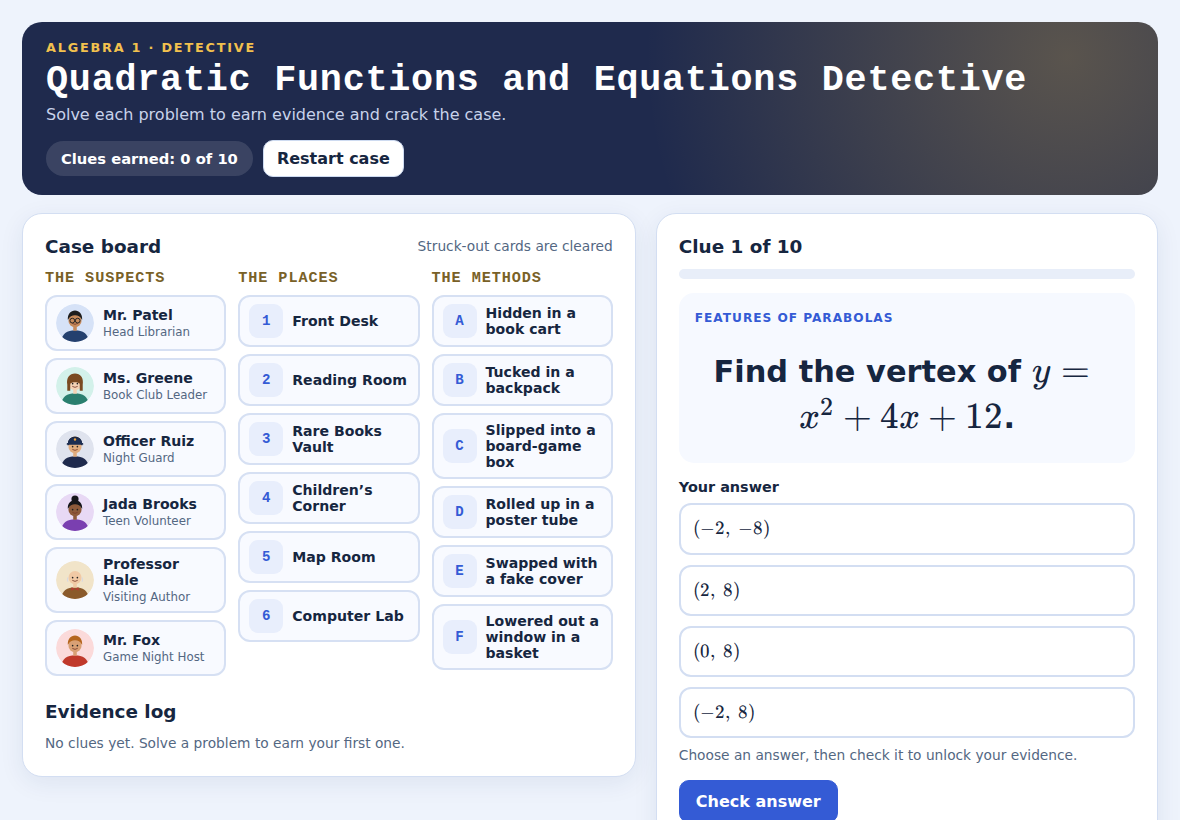 ALGEBRA 1 · DETECTIVE
Quadratic Functions and Equations Detective
Solve each problem to earn evidence and crack the case.
Clues earned: 0 of 10
Restart case
Case board
Struck-out cards are cleared
THE SUSPECTS
Mr. Patel
Head Librarian
Ms. Greene
Book Club Leader
Officer Ruiz
Night Guard
Jada Brooks
Teen Volunteer
Professor
Hale
Visiting Author
Mr. Fox
Game Night Host
THE PLACES
1 Front Desk
2 Reading Room
3 Rare Books
Vault
4 Children’s
Corner
5 Map Room
6 Computer Lab
THE METHODS
A Hidden in a
book cart
B Tucked in a
backpack
C Slipped into a
board-game
box
D Rolled up in a
poster tube
E Swapped with
a fake cover
F Lowered out a
window in a
basket
Evidence log
No clues yet. Solve a problem to earn your first one.
Clue 1 of 10
FEATURES OF PARABOLAS
Find the vertex of y =
x² + 4x + 12.
Your answer
(−2, −8)
(2, 8)
(0, 8)
(−2, 8)
Choose an answer, then check it to unlock your evidence.
Check answer